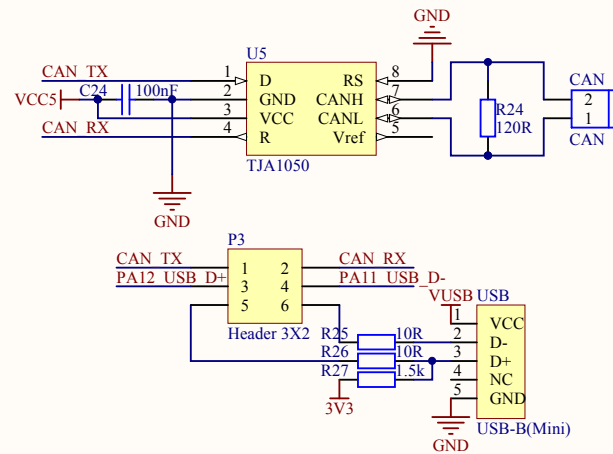 GND
U5
CAN_TX 1 D RS 8
C24 100nF 2 GND CANH 7
VCC5 3 VCC CANL 6
CAN_RX 4 R Vref 5
TJA1050
GND
R24
120R
CAN
2
1
CAN
P3
CAN_TX 1 2 CAN_RX
PA12_USB_D+ 3 4 PA11_USB_D-
5 6
Header 3X2
VUSB USB
1 VCC
R25 10R 2 D-
R26 10R 3 D+
R27 1.5k 4 NC
5 GND
3V3
GND
USB-B(Mini)